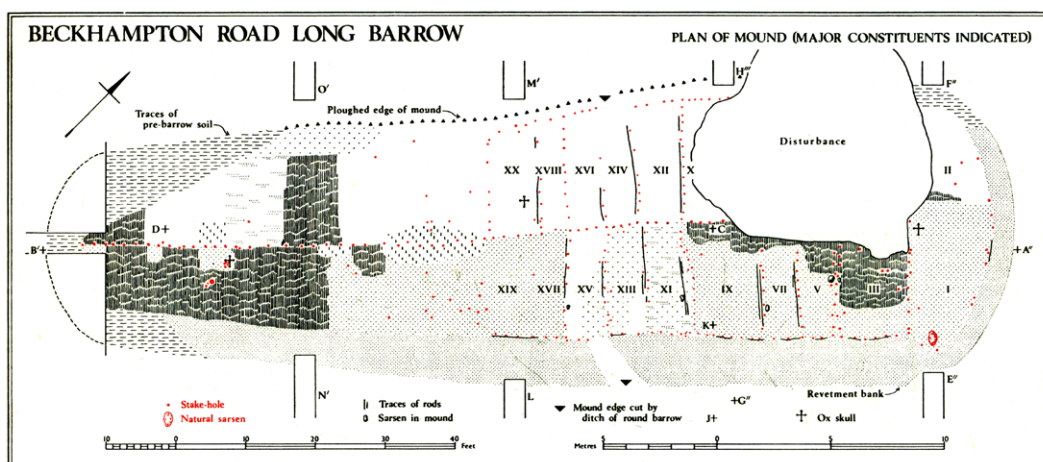 BECKHAMPTON ROAD LONG BARROW
PLAN OF MOUND (MAJOR CONSTITUENTS INDICATED)
O'
M'
H'''
F''
Traces of
pre-barrow soil
Ploughed edge of mound
Disturbance
XX
XVIII
XVI
XIV
XII
X
II
D+
B'+
+C
+A''
XIX
XVII
XV
XIII
XI
IX
VII
V
III
I
K+
N'
L
E''
Revetment bank
Stake-hole
Natural sarsen
Traces of rods
Sarsen in mound
Mound edge cut by
ditch of round barrow
+G''
J+
Ox skull
10 0 10 20 30 40 Feet
Metres 5 0 5 10